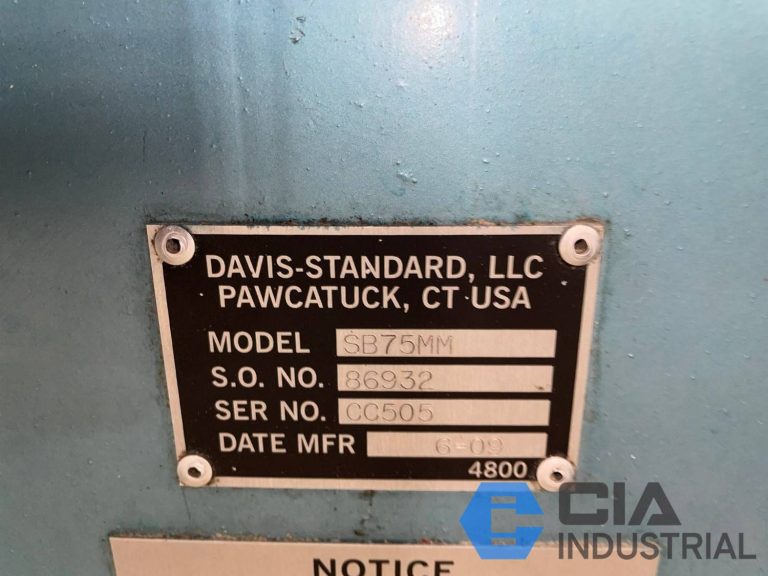 DAVIS-STANDARD, LLC
PAWCATUCK, CT USA
MODEL SB75MM
S.O. NO. 86932
SER NO. CC505
DATE MFR 6-09
4800
CIA
INDUSTRIAL
NOTICE